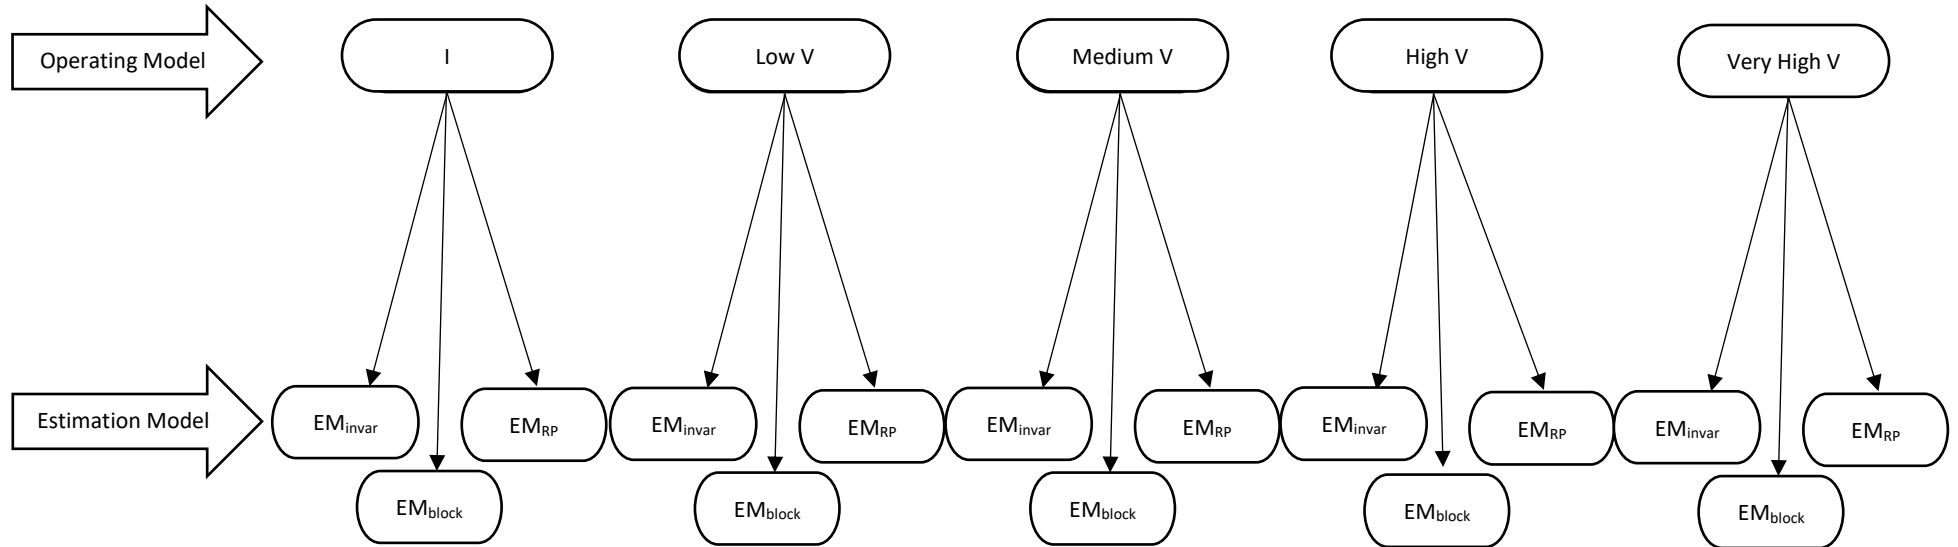 Operating Model
I
Low V
Medium V
High V
Very High V
Estimation Model
EMinvar
EMRP
EMinvar
EMRP
EMinvar
EMRP
EMinvar
EMRP
EMinvar
EMRP
EMblock
EMblock
EMblock
EMblock
EMblock